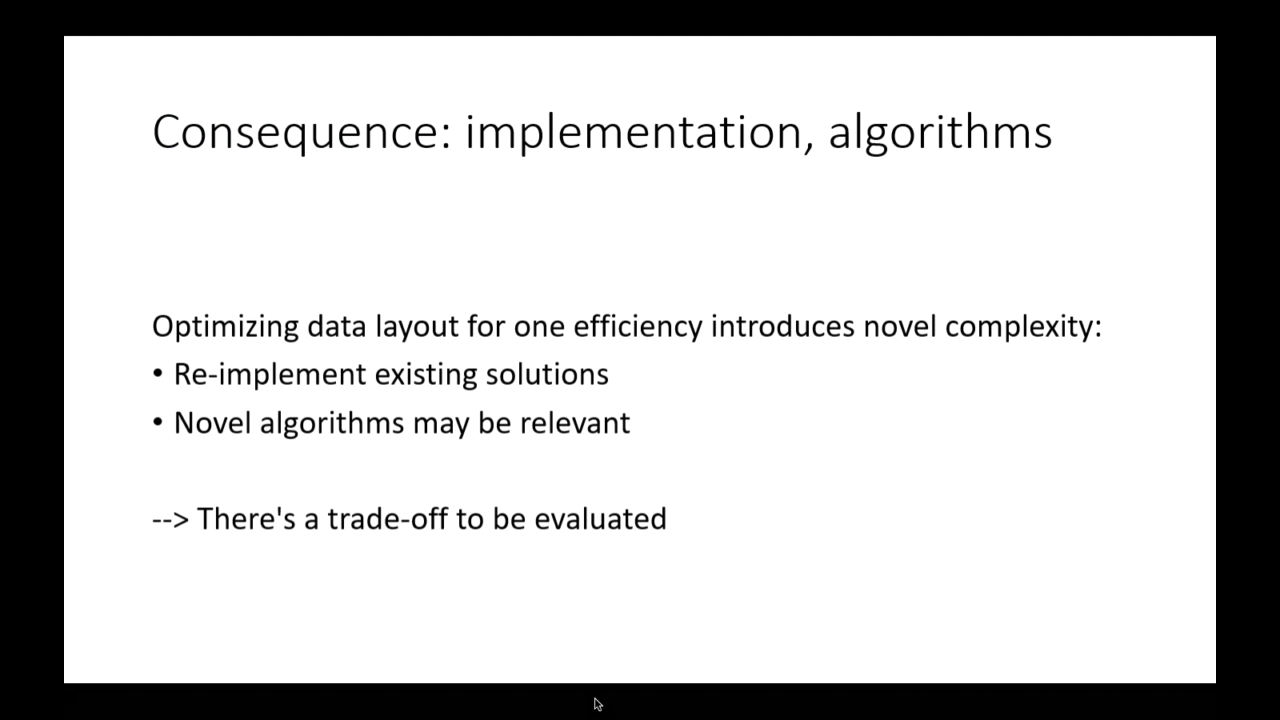 Consequence: implementation, algorithms
Optimizing data layout for one efficiency introduces novel complexity:
• Re-implement existing solutions
• Novel algorithms may be relevant
--> There's a trade-off to be evaluated